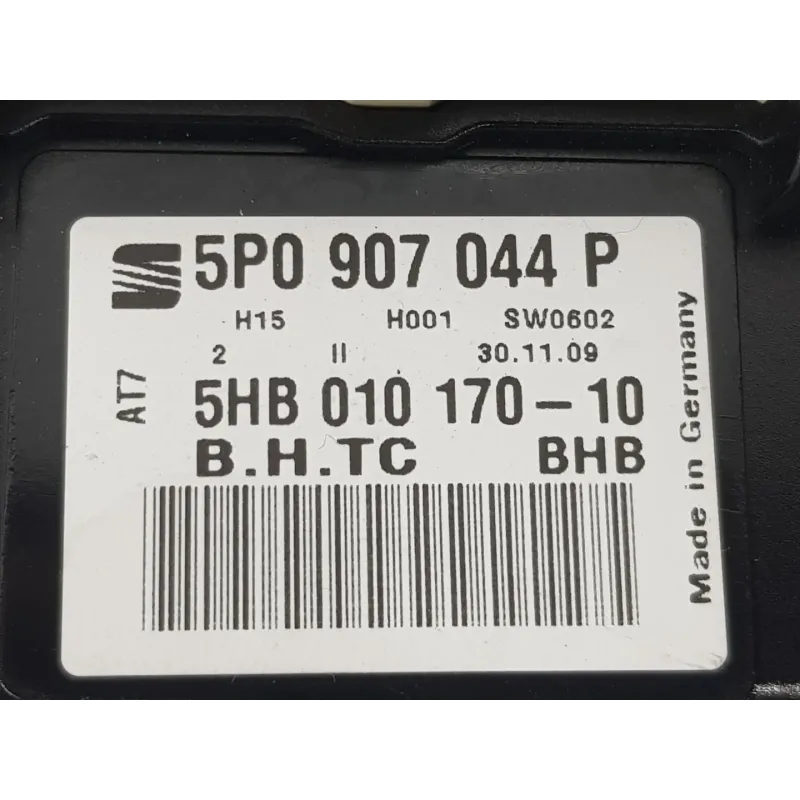 5P0 907 044 P
H15 H001 SW0602
2 II 30.11.09
AT7
5HB 010 170-10
B.H.TC BHB
Made in Germany